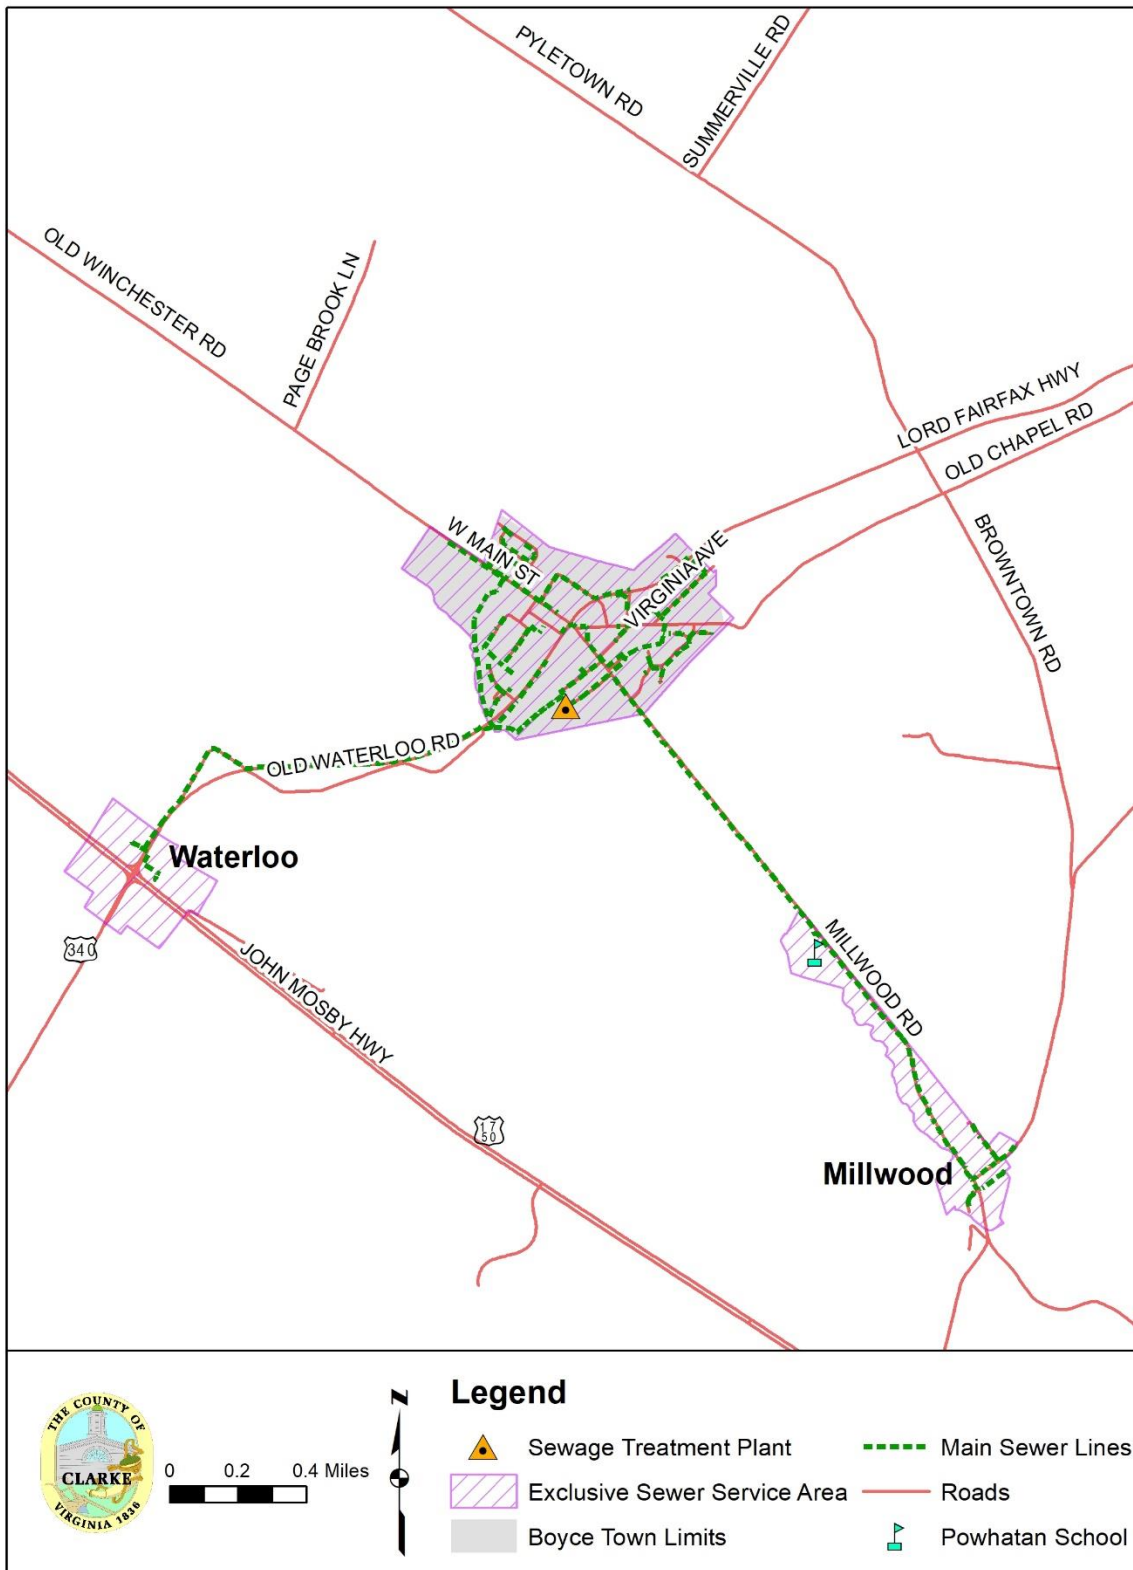 PYLETOWN RD
SUMMERVILLE RD
OLD WINCHESTER RD
PAGE BROOK LN
LORD FAIRFAX HWY
OLD CHAPEL RD
W MAIN ST
VIRGINIA AVE
BROWNTOWN RD
OLD WATERLOO RD
Waterloo
340
JOHN MOSBY HWY
MILLWOOD RD
17
50
Millwood
Legend
THE COUNTY OF
CLARKE
VIRGINIA 1836
0 0.2 0.4 Miles
N
Sewage Treatment Plant
Main Sewer Lines
Exclusive Sewer Service Area
Roads
Boyce Town Limits
Powhatan School